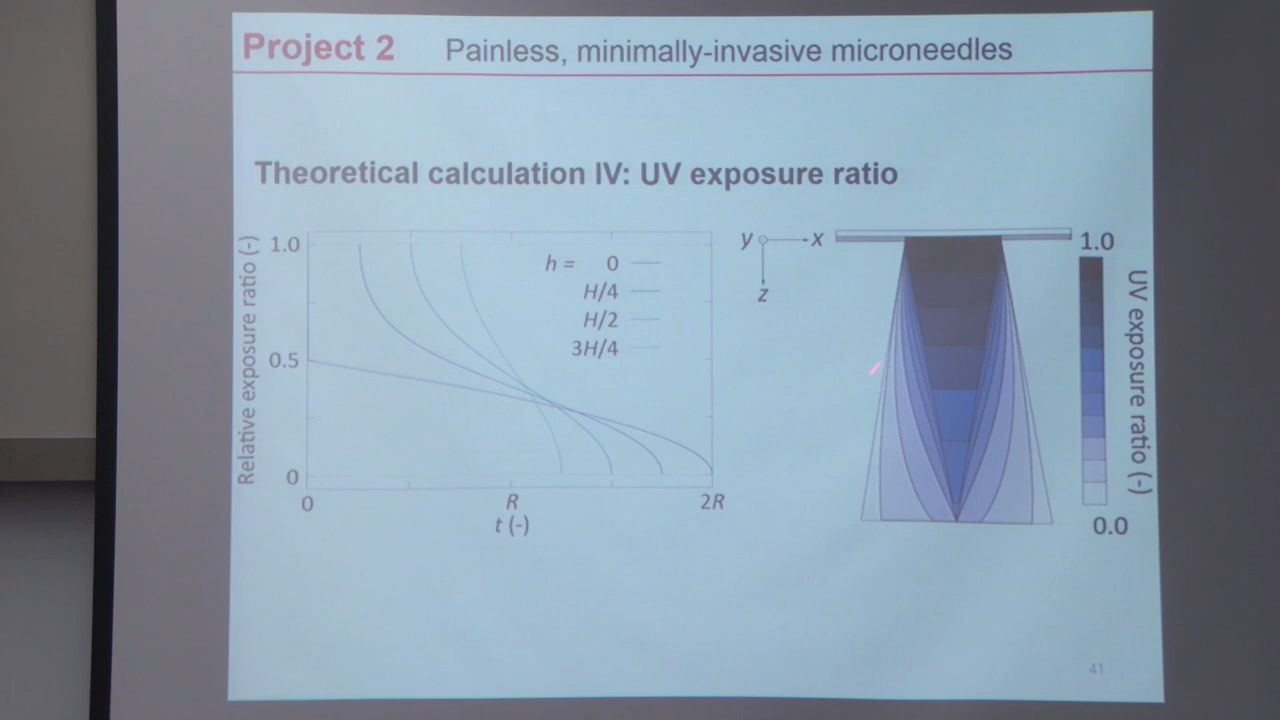 Project 2 Painless, minimally-invasive microneedles
Theoretical calculation IV: UV exposure ratio
Relative exposure ratio (-)
1.0
0.5
0
0
R
2R
t (-)
h = 0
H/4
H/2
3H/4
y x
z
1.0
0.0
UV exposure ratio (-)
41